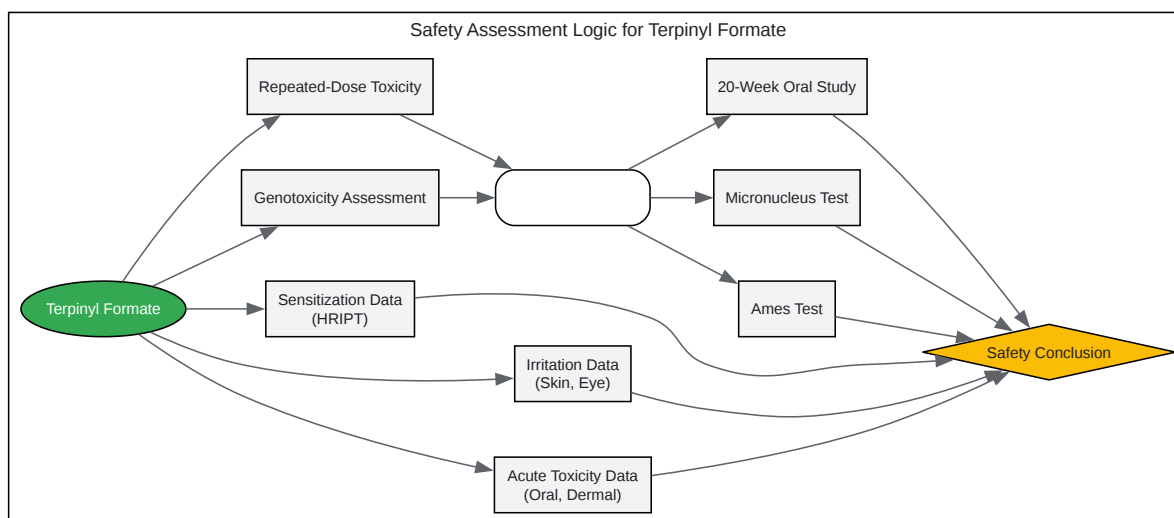 Safety Assessment Logic for Terpinyl Formate
Repeated-Dose Toxicity
20-Week Oral Study
Genotoxicity Assessment
Micronucleus Test
Terpinyl Formate
Sensitization Data
(HRIPT)
Ames Test
Irritation Data
(Skin, Eye)
Safety Conclusion
Acute Toxicity Data
(Oral, Dermal)